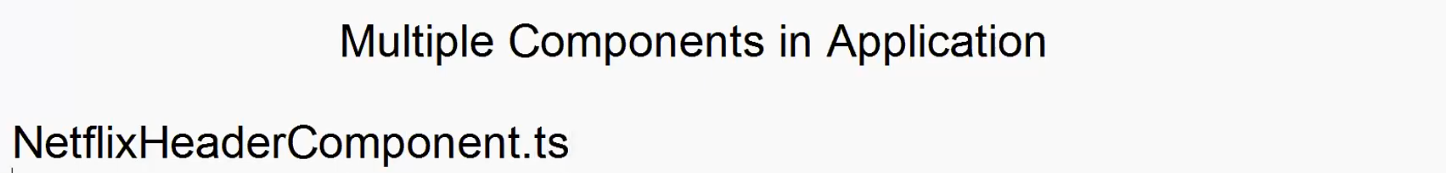 Multiple Components in Application
NetflixHeaderComponent.ts